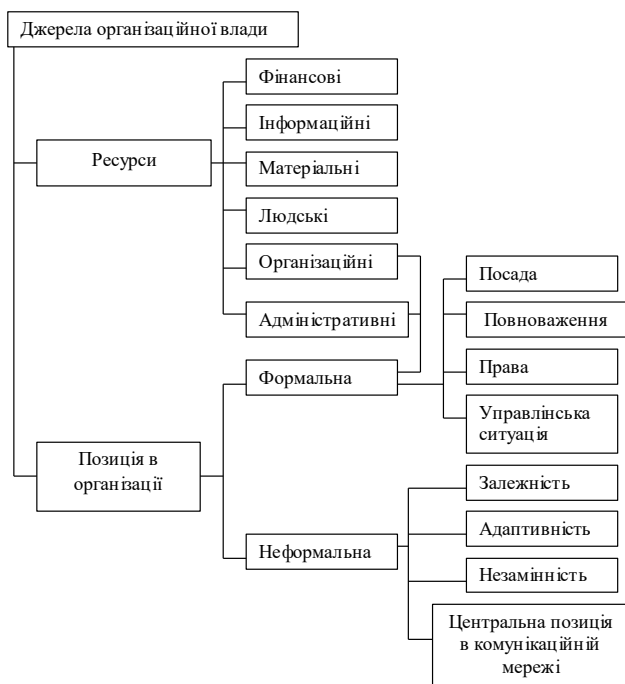 Джерела організаційної влади
Ресурси
Фінансові
Інформаційні
Матеріальні
Людські
Організаційні
Адміністративні
Позиція в
організації
Формальна
Посада
Повноваження
Права
Управлінська
ситуація
Неформальна
Залежність
Адаптивність
Незамінність
Центральна позиція
в комунікаційній
мережі